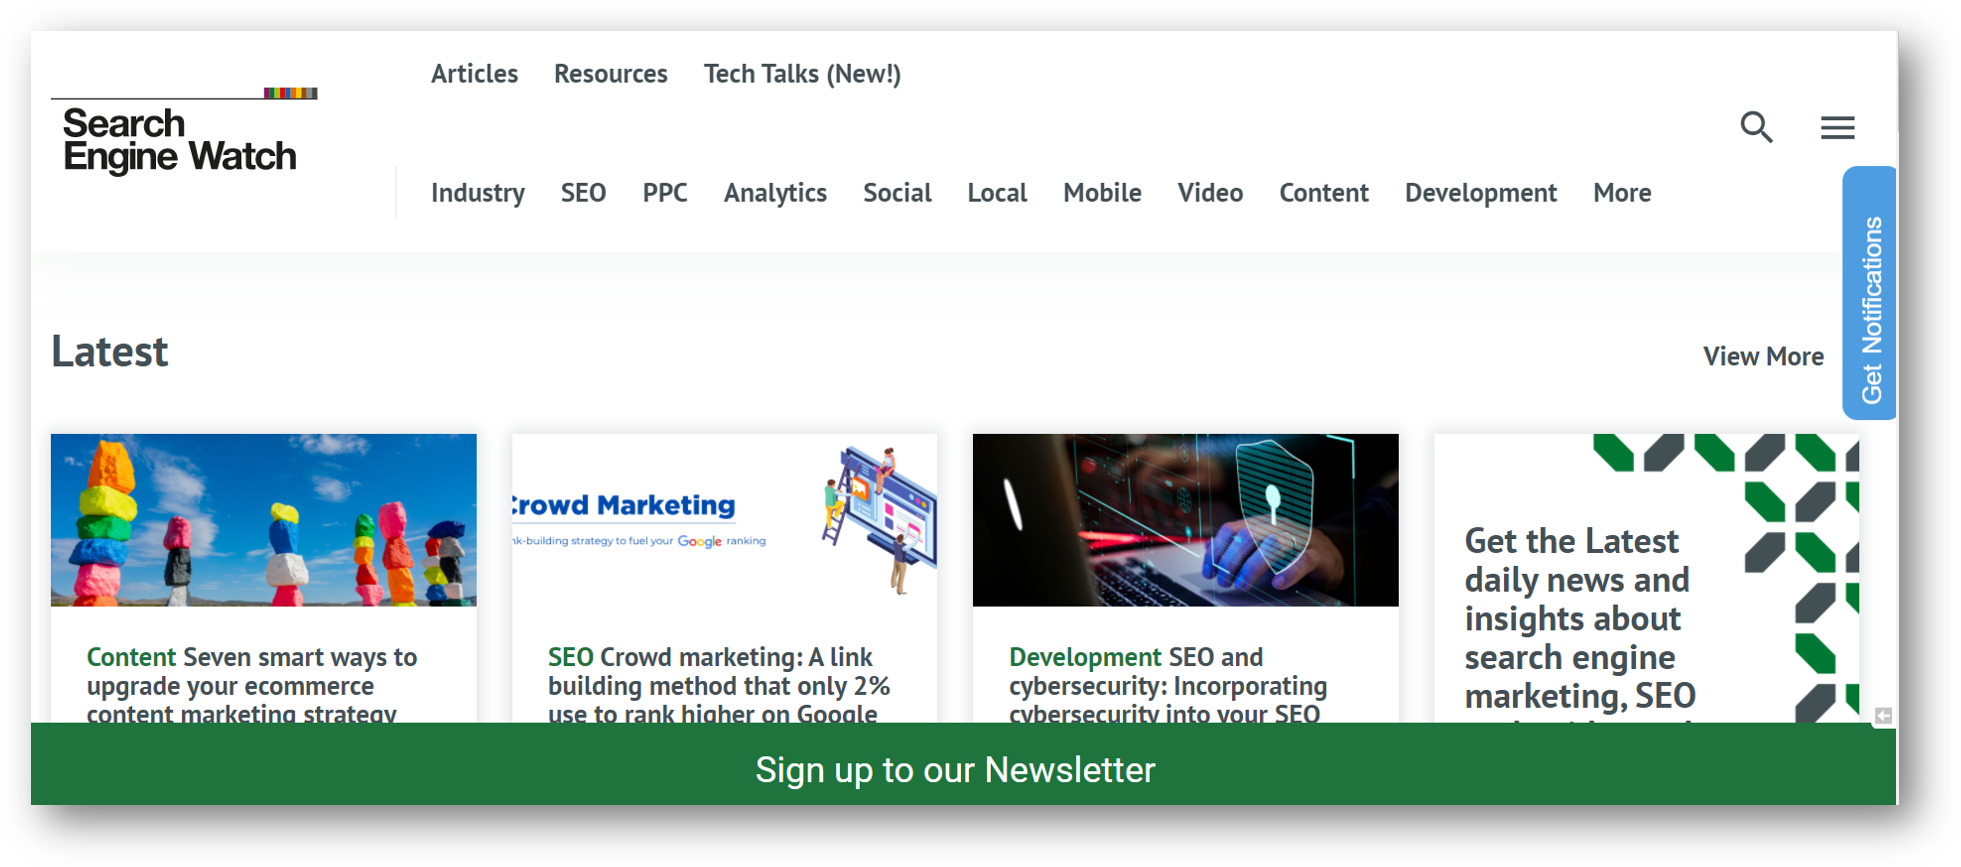 Articles Resources Tech Talks (New!)
Search
Engine Watch
Industry SEO PPC Analytics Social Local Mobile Video Content Development More
Get Notifications
Latest
View More
Crowd Marketing
nk-building strategy to fuel your Google ranking
Content Seven smart ways to
upgrade your ecommerce
content marketing strategy
SEO Crowd marketing: A link
building method that only 2%
use to rank higher on Google
Development SEO and
cybersecurity: Incorporating
cybersecurity into your SEO
Get the Latest
daily news and
insights about
search engine
marketing, SEO
Sign up to our Newsletter